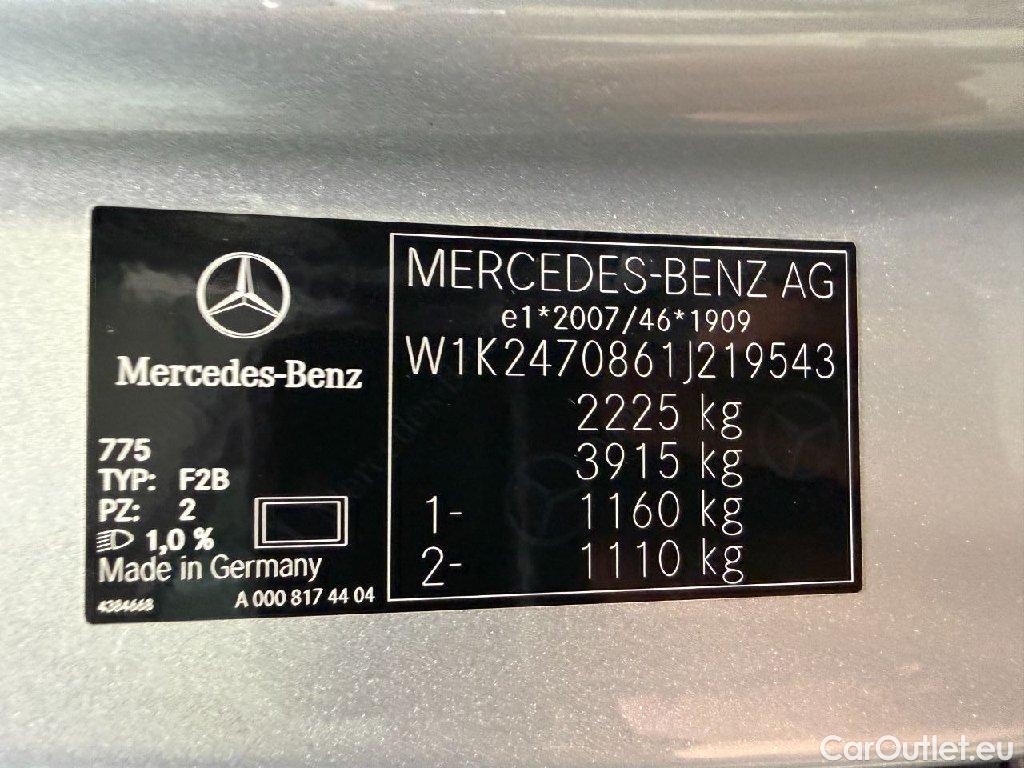 Mercedes-Benz
775
TYP: F2B
PZ: 2
1,0 %
Made in Germany
4384668
A 000 817 44 04
MERCEDES-BENZ AG
e1*2007/46*1909
W1K2470861J219543
2225 kg
3915 kg
1- 1160 kg
2- 1110 kg
CarOutlet.eu